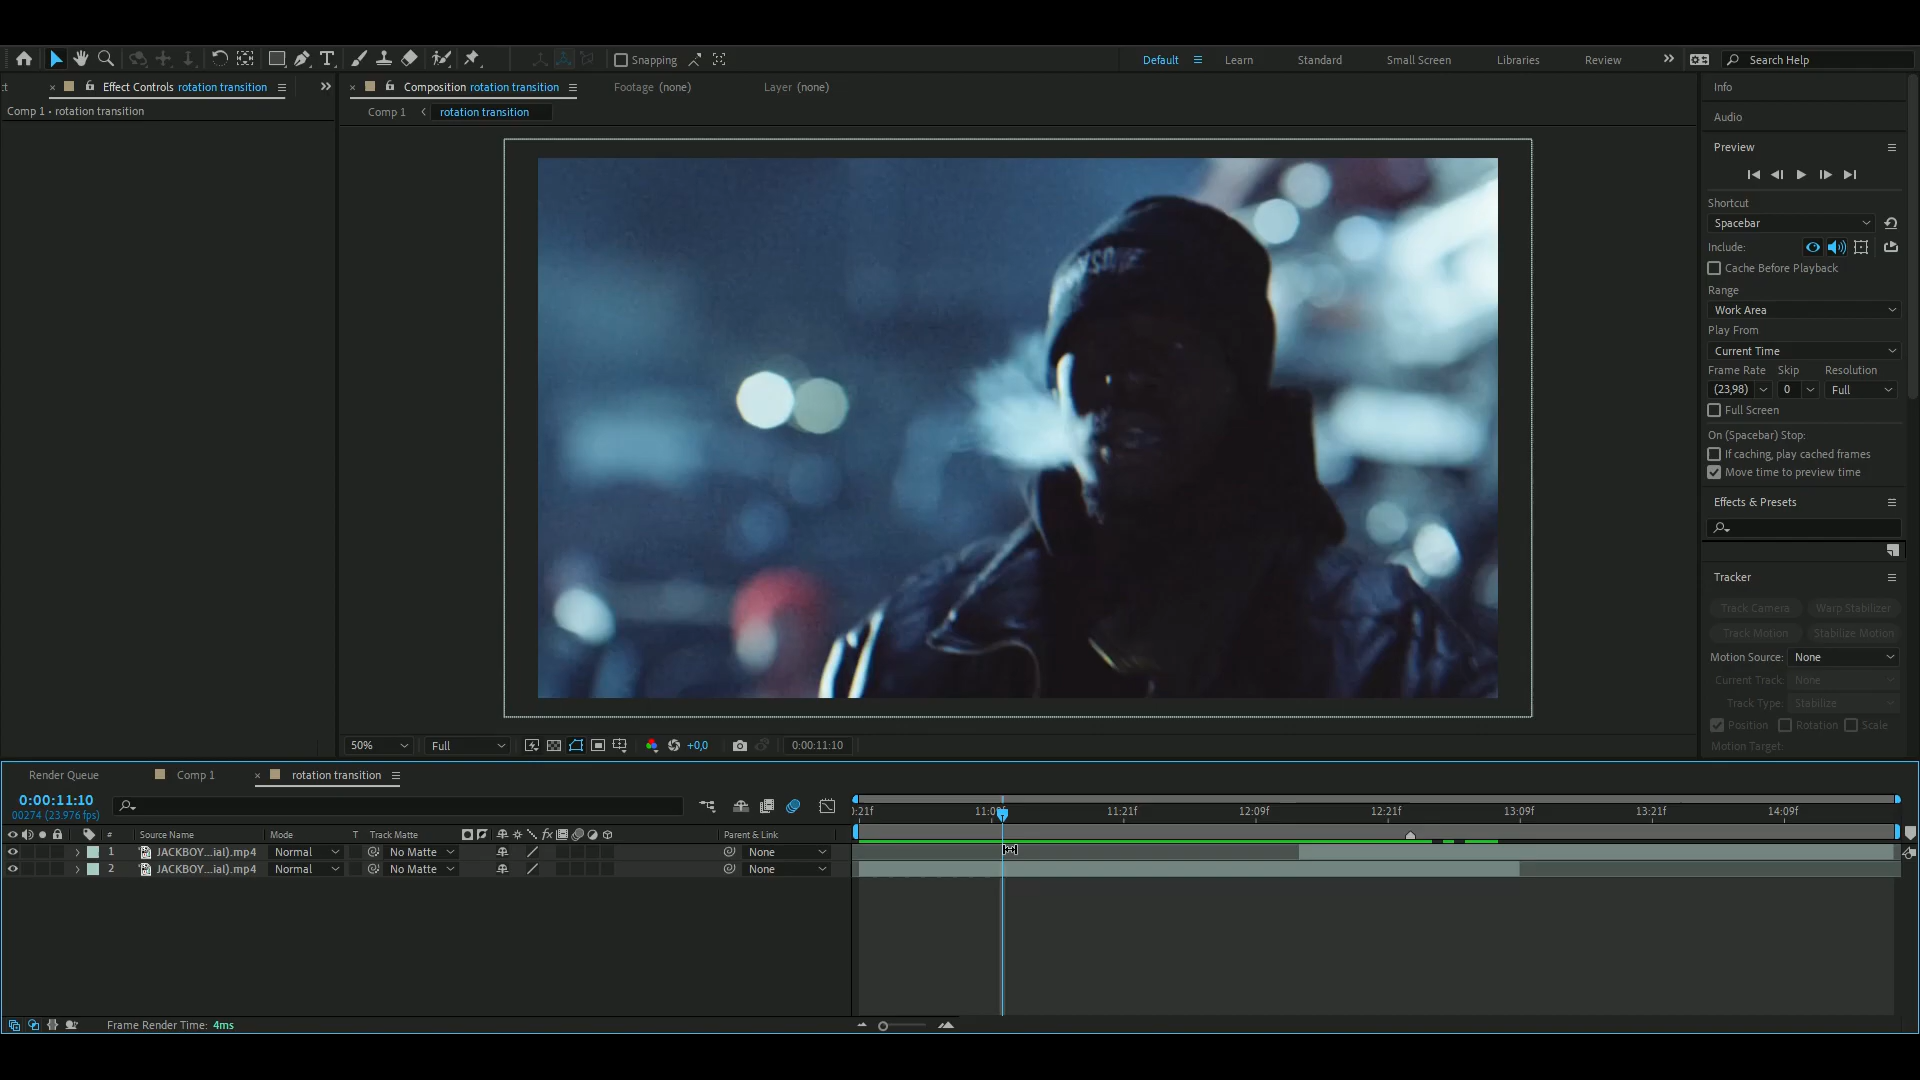 Snapping
Default
Learn
Standard
Small Screen
Libraries
Review
Search Help
Effect Controls rotation transition
Composition rotation transition
Footage (none)
Layer (none)
Info
Comp 1 • rotation transition
Comp 1
rotation transition
Audio
Preview
Shortcut
Spacebar
Include:
Cache Before Playback
Range
Work Area
Play From
Current Time
Frame Rate Skip Resolution
(23,98) 0 Full
Full Screen
On (Spacebar) Stop:
If caching, play cached frames
Move time to preview time
Effects & Presets
Tracker
Track Camera Warp Stabilizer
Track Motion Stabilize Motion
Motion Source: None
Current Track: None
Track Type: Stabilize
Position Rotation Scale
Motion Target:
50% Full +0,0 0:00:11:10
Render Queue Comp 1 rotation transition
0:00:11:10
00274 (23.976 fps)
:21f 11:09f 11:21f 12:09f 12:21f 13:09f 13:21f 14:09f
# Source Name Mode T Track Matte fx Parent & Link
1 JACKBOY...ial).mp4 Normal No Matte None
2 JACKBOY...ial).mp4 Normal No Matte None
Frame Render Time: 4ms